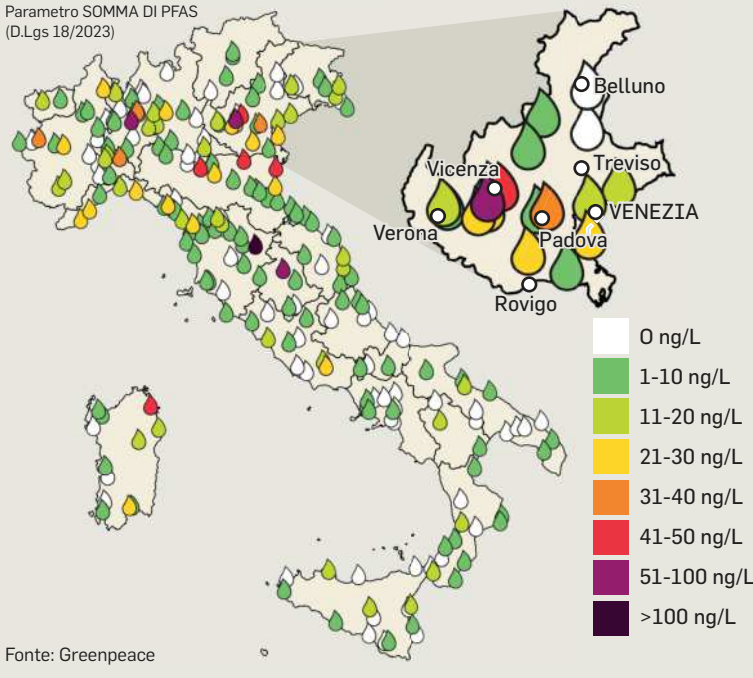 Parametro SOMMA DI PFAS
(D.Lgs 18/2023)
Belluno
Vicenza
Treviso
VENEZIA
Verona
Padova
Rovigo
0 ng/L
1-10 ng/L
11-20 ng/L
21-30 ng/L
31-40 ng/L
41-50 ng/L
51-100 ng/L
>100 ng/L
Fonte: Greenpeace